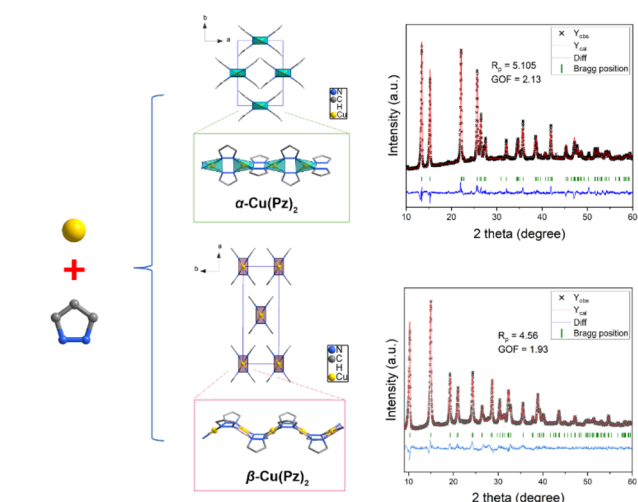 b
a
N
C
H
Cu
α-Cu(Pz)₂
Intensity (a.u.)
Rp = 5.105
GOF = 2.13
Yobs
Ycal
Diff
Bragg position
10 20 30 40 50 60
2 theta (degree)
+
a
b
N
C
H
Cu
β-Cu(Pz)₂
Intensity (a.u.)
Rp = 4.56
GOF = 1.93
Yobs
Ycal
Diff
Bragg position
10 20 30 40 50 60
2 theta (degree)